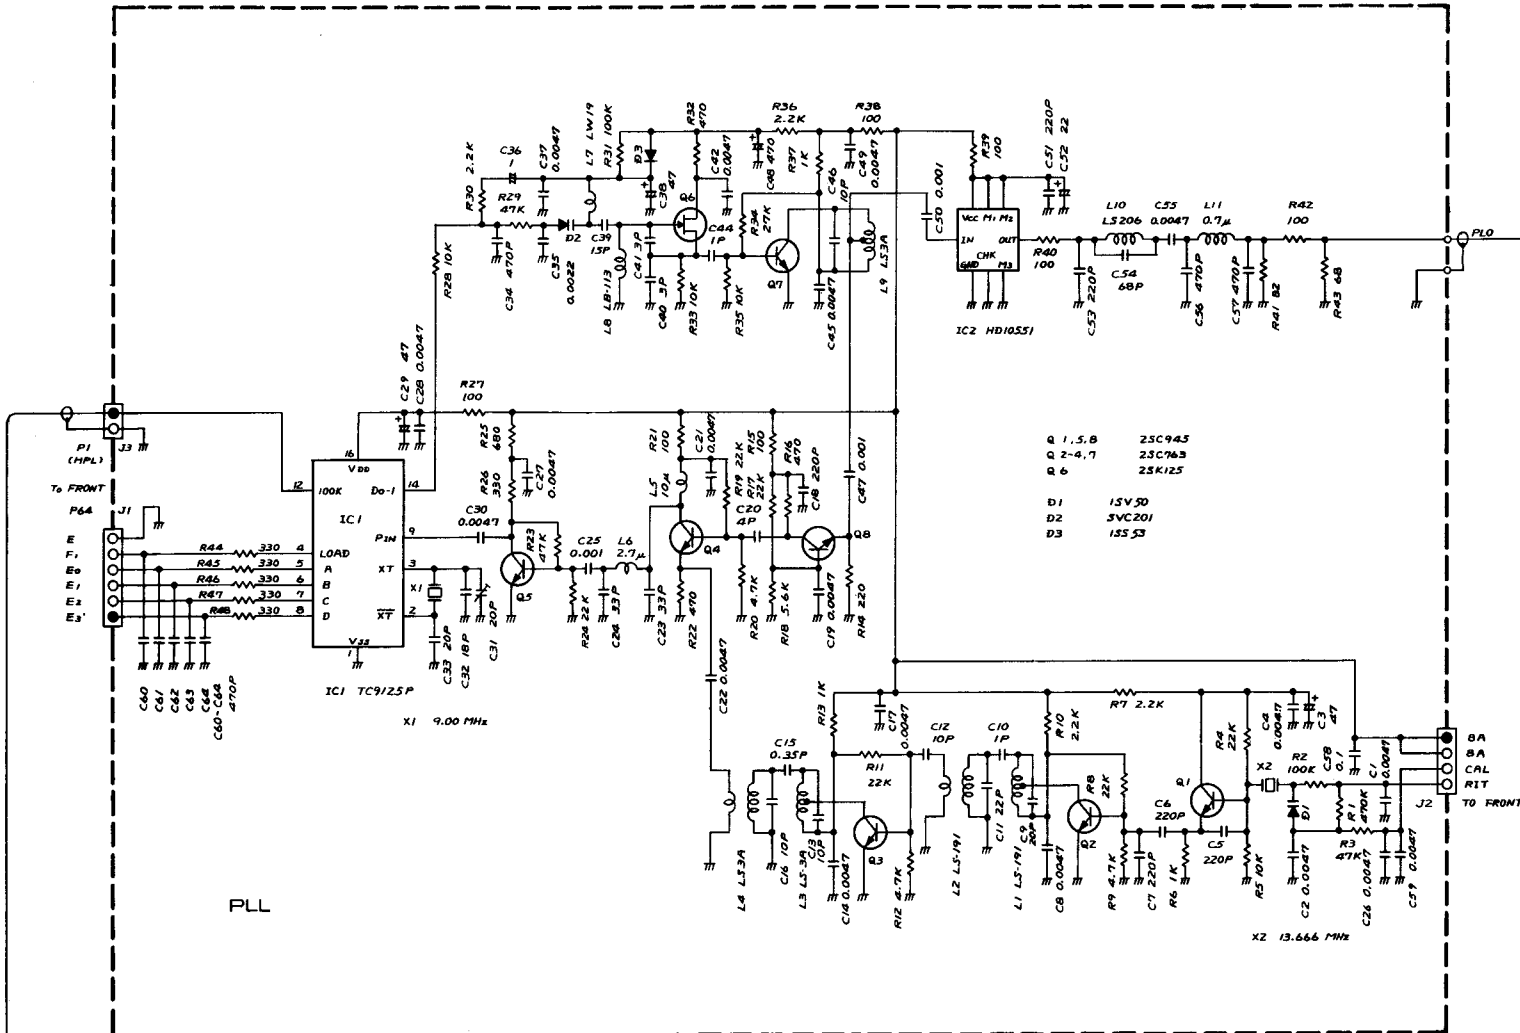 R36
2.2K
R38
100
R32
470
C42
0.0047
C48 470
R37
1K
C46
10P
C49
0.0047
C50 0.001
R39
100
C51 220P
C52 22
R30 2.2K
C36
1
C37
0.0047
L7 LW19
R31 100K
D3
C38
47
Q6
R29
47K
C34 470P
C35
0.0022
D2
C39
15P
L8 LB-113
C41 3P
C40 3P
R33 10K
C44
1P
R35 10K
R34
27K
Q7
C45 0.0047
L9 LS3A
VCC M1 M2
IN OUT
CHK
GND M3
IC2 HD10551
R40
100
C53 220P
L10
LS206
C54
68P
C55
0.0047
C56 470P
L11
0.7μ
C57 470P
R41 82
R42
100
R43 68
PLO
R28 10K
C29 47
C28 0.0047
R27
100
R25
680
R26
330
C27
0.0047
R21
100
C21
0.0047
L5
10μ
R19 22K
R17
22K
R15
100
R16
470
C18 220P
C47 0.001
C20
4P
Q4
Q8
P1
(HPL)
J3
To FRONT
P64 J1
E
F1
E0
E1
E2
E3'
R44 330
R45 330
R46 330
R47 330
R48 330
16
VDD
12 100K
Do-1 14
IC1
PIN 9
4 LOAD
5 A
6 B
7 C
8 D
XT 3
XT 2
VSS
1
IC1 TC9125P
X1 9.00 MHz
X1
C33 20P
C32 18P
C31 20P
C30
0.0047
R23
47K
Q5
C25
0.001
L6
2.7μ
R24 22K
C24 33P
C23 33P
R22 470
R20 4.7K
R18 5.6K
C19 0.0047
R14 220
C60
C61
C62
C63
C64
C60-C64
470P
Q 1,5,8 2SC945
Q 2-4,7 2SC763
Q 6 2SK125
D1 1SV50
D2 SVC201
D3 1SS53
C22 0.0047
R13 1K
C17
0.0047
R10
2.2K
R7 2.2K
R4
22K
C4
0.0047
C3
47
C15
0.35P
L4 LS3A
C16 10P
L3 LS-3A
C13
10P
C14 0.0047
R11
22K
Q3
R12 4.7K
C12
10P
L2 LS-191
C11 22P
C10
1P
L1 LS-191
C9
20P
C8 0.0047
Q2
R8
22K
R9 4.7K
C7 220P
C6
220P
R6 1K
Q1
C5
220P
R5 10K
X2
R2
100K
D1
C2 0.0047
R1
470K
R3
47K
C58
0.1
C1
0.0047
C26 0.0047
C59 0.0047
8A
8A
CAL
RIT
J2 TO FRONT
X2 13.666 MHz
PLL